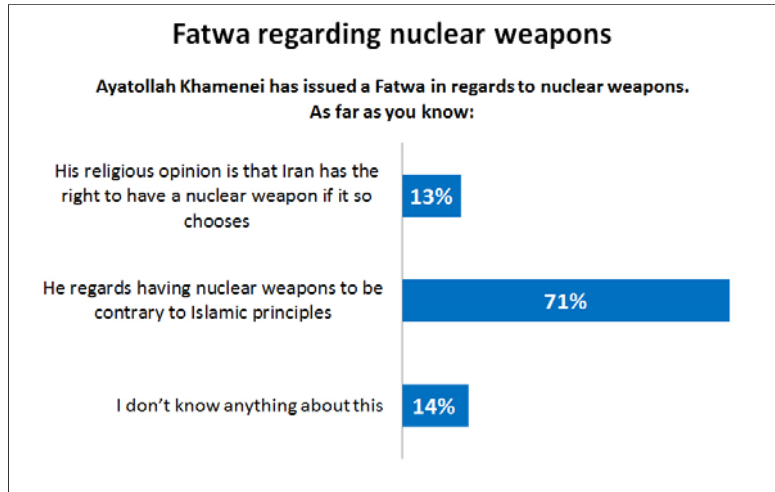 Fatwa regarding nuclear weapons
Ayatollah Khamenei has issued a Fatwa in regards to nuclear weapons.
As far as you know:
His religious opinion is that Iran has the
right to have a nuclear weapon if it so
chooses
13%
He regards having nuclear weapons to be
contrary to Islamic principles
71%
I don't know anything about this
14%